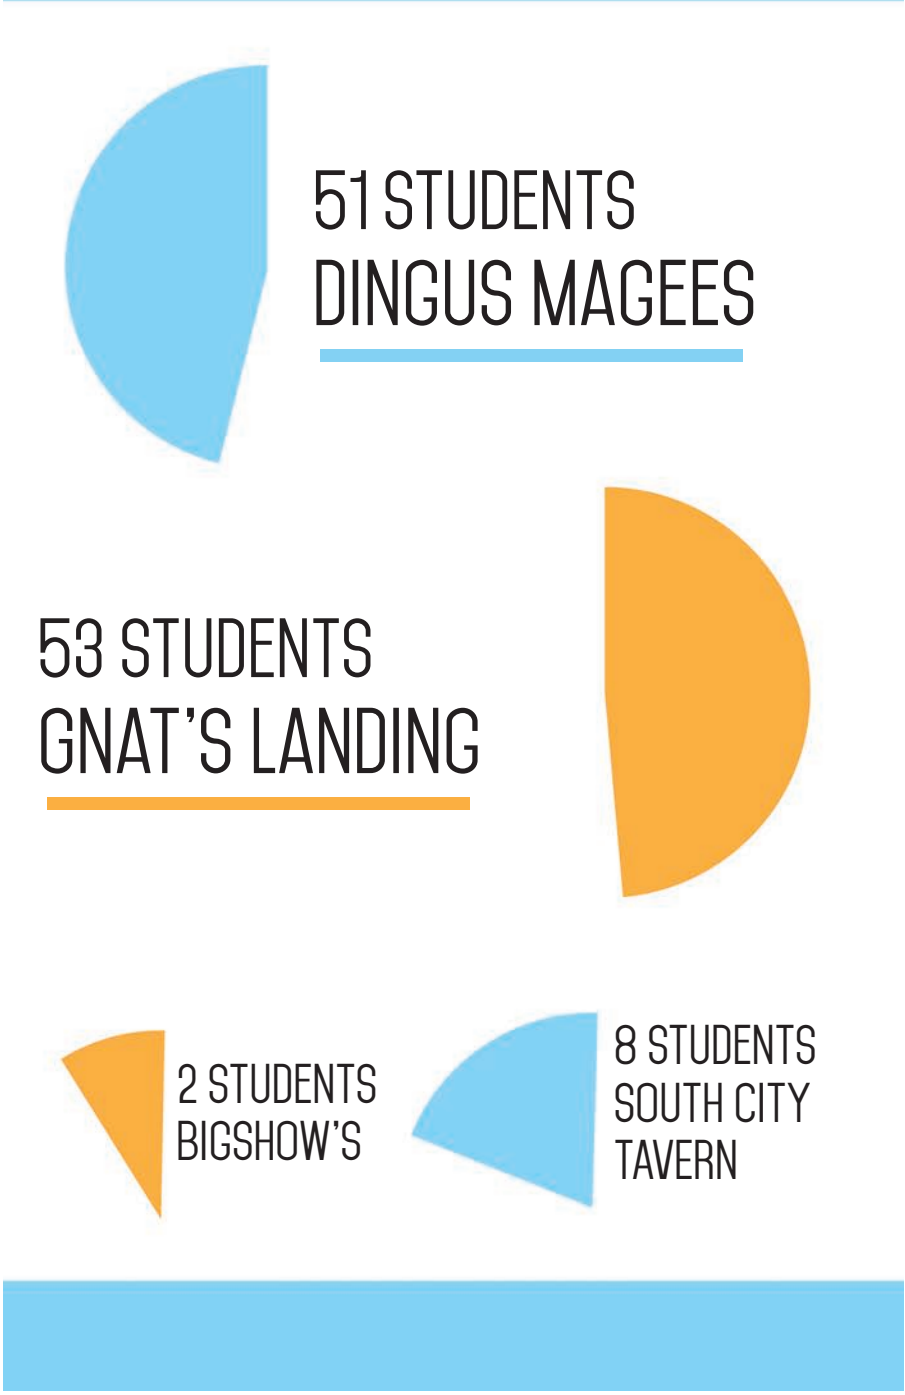 51 STUDENTS
DINGUS MAGEES
53 STUDENTS
GNAT'S LANDING
2 STUDENTS
BIGSHOW'S
8 STUDENTS
SOUTH CITY
TAVERN